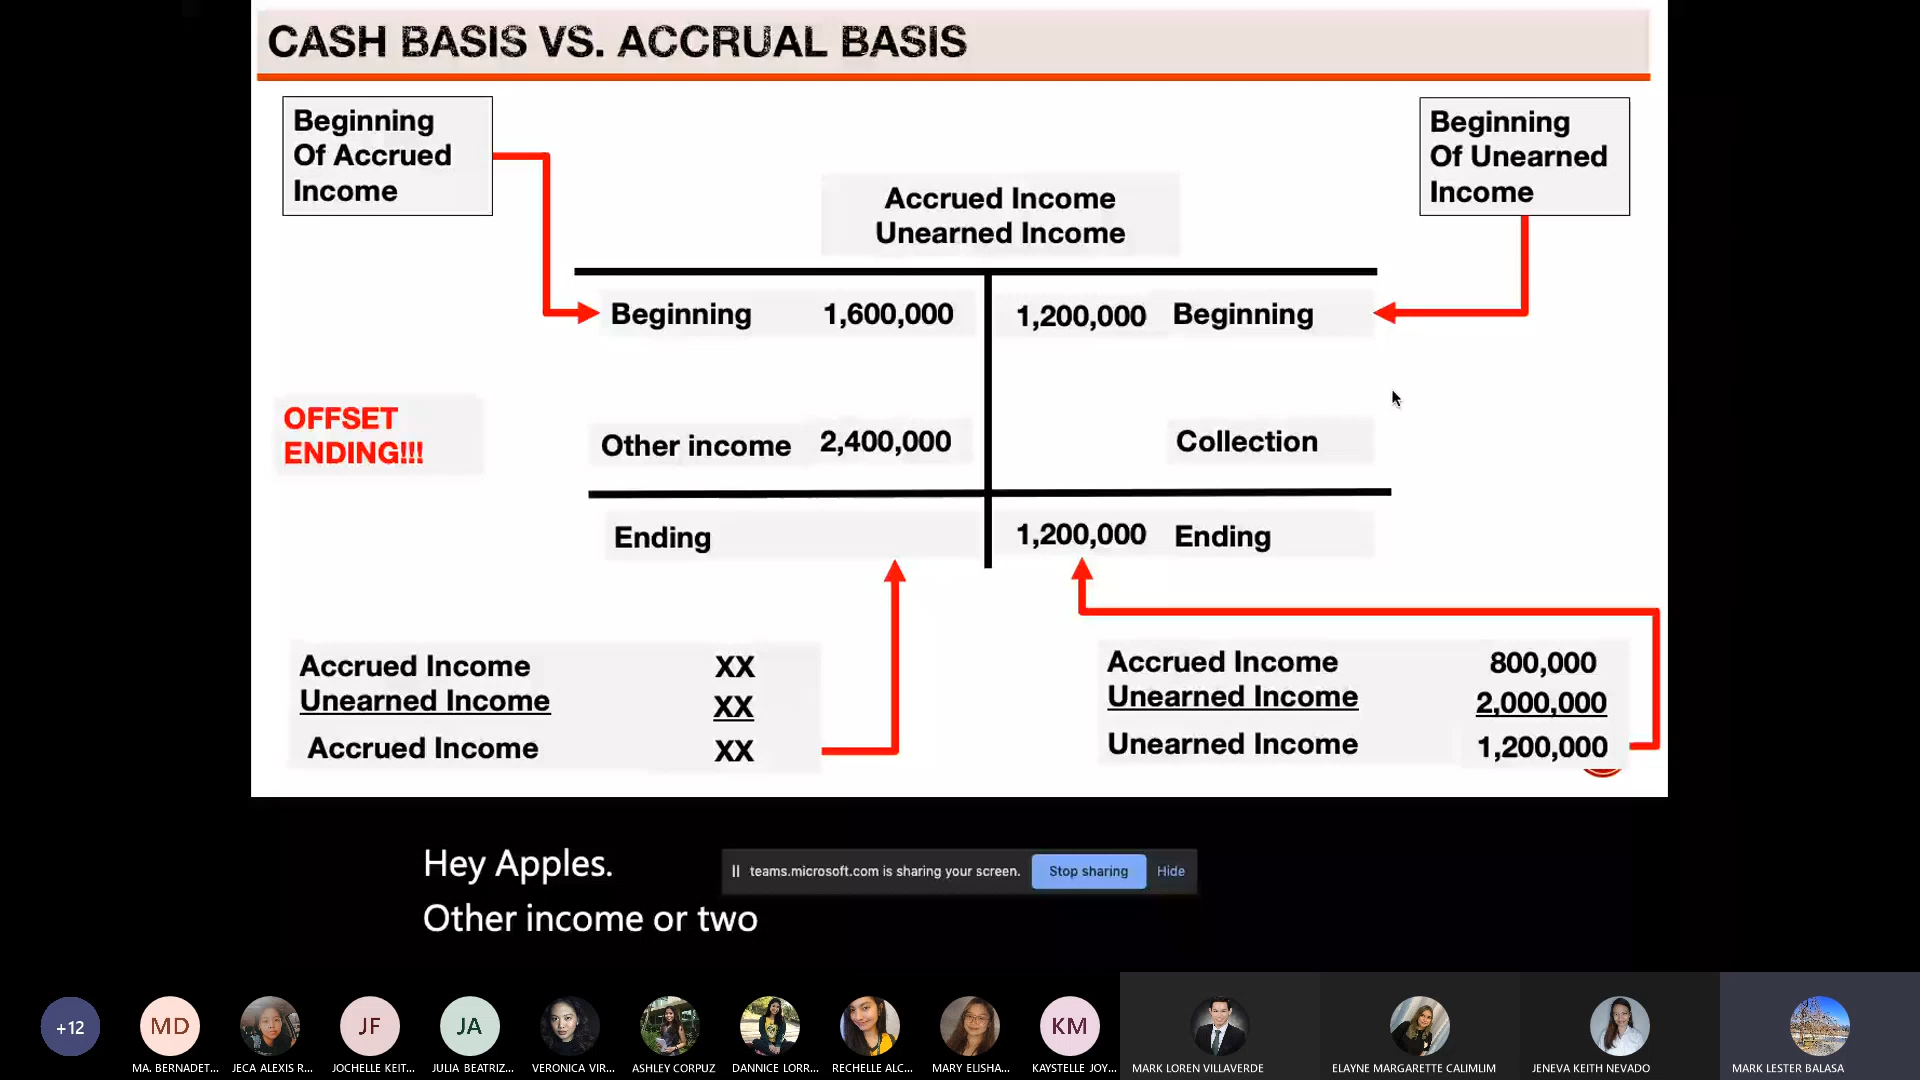 CASH BASIS VS. ACCRUAL BASIS
Beginning
Of Accrued
Income
Beginning
Of Unearned
Income
Accrued Income
Unearned Income
Beginning 1,600,000 1,200,000 Beginning
OFFSET
ENDING!!!
Other income 2,400,000 Collection
Ending 1,200,000 Ending
Accrued Income XX
Unearned Income XX
Accrued Income XX
Accrued Income 800,000
Unearned Income 2,000,000
Unearned Income 1,200,000
Hey Apples.
Other income or two
teams.microsoft.com is sharing your screen. Stop sharing Hide
+12 MD JF JA KM
MA. BERNADET... JECA ALEXIS R... JOCHELLE KEIT... JULIA BEATRIZ... VERONICA VIR... ASHLEY CORPUZ DANNICE LORR... RECHELLE ALC... MARY ELISHA... KAYSTELLE JOY... MARK LOREN VILLAVERDE ELAYNE MARGARETTE CALIMLIM JENEVA KEITH NEVADO MARK LESTER BALASA